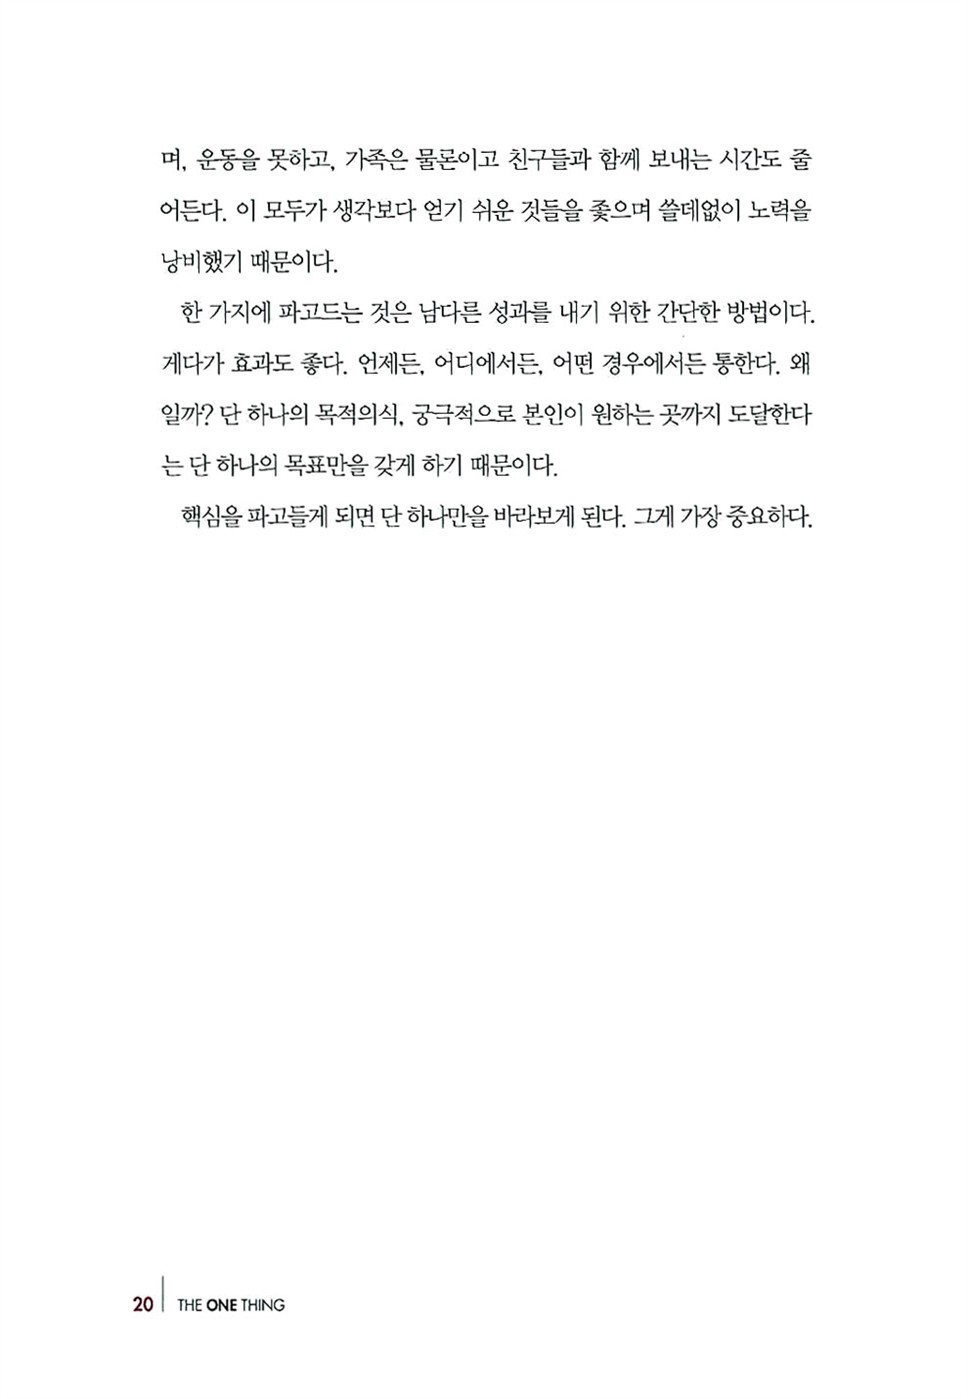 며, 운동을 못하고, 가족은 물론이고 친구들과 함께 보내는 시간도 줄
어든다. 이 모두가 생각보다 얻기 쉬운 것들을 좇으며 쓸데없이 노력을
낭비했기 때문이다.
한 가지에 파고드는 것은 남다른 성과를 내기 위한 간단한 방법이다.
게다가 효과도 좋다. 언제든, 어디에서든, 어떤 경우에서든 통한다. 왜
일까? 단 하나의 목적의식, 궁극적으로 본인이 원하는 곳까지 도달한다
는 단 하나의 목표만을 갖게 하기 때문이다.
핵심을 파고들게 되면 단 하나만을 바라보게 된다. 그게 가장 중요하다.
20 THE ONE THING